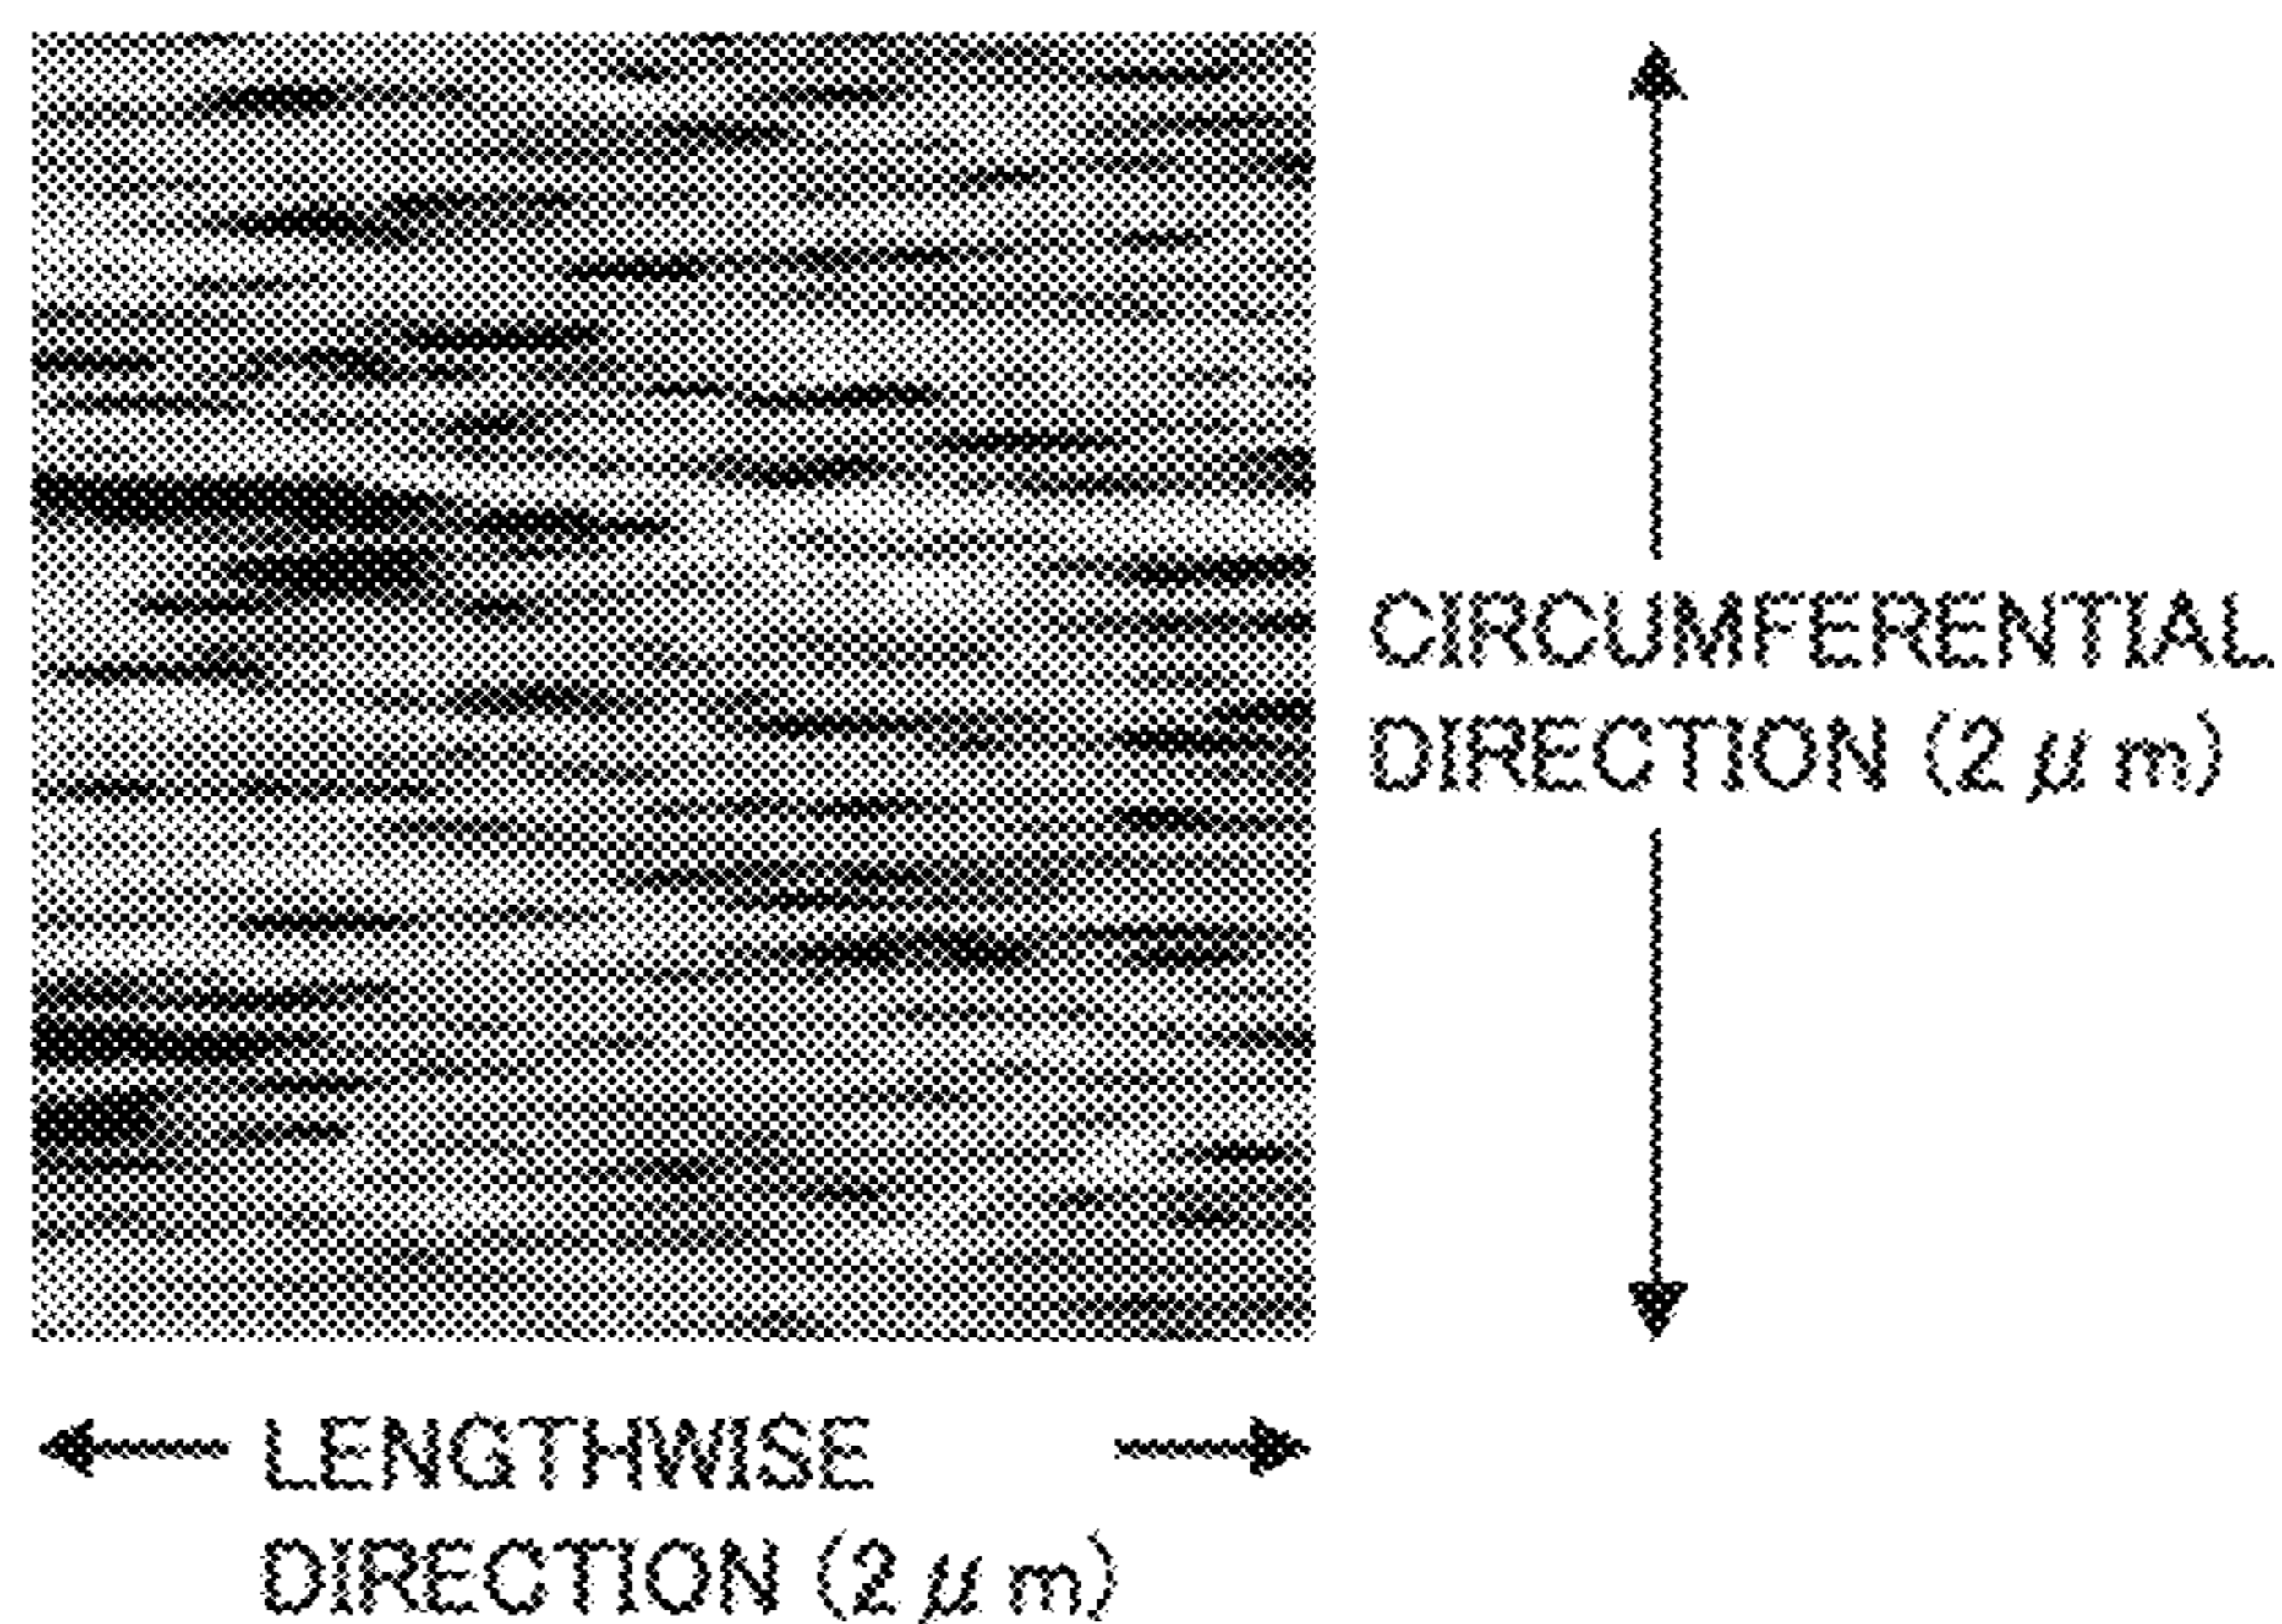 CIRCUMFERENTIAL
DIRECTION (2 μ m)
LENGTHWISE
DIRECTION (2 μ m)